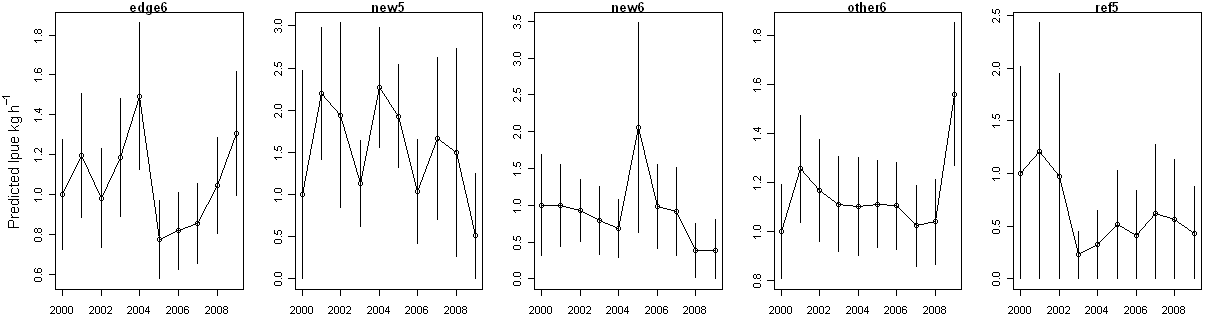 edge6 new5 new6 other6 ref5
Predicted lpue kg h⁻¹
0.6 0.8 1.0 1.2 1.4 1.6 1.8
2000 2002 2004 2006 2008
0.0 0.5 1.0 1.5 2.0 2.5 3.0
2000 2002 2004 2006 2008
0.0 0.5 1.0 1.5 2.0 2.5 3.0 3.5
2000 2002 2004 2006 2008
0.8 1.0 1.2 1.4 1.6 1.8
2000 2002 2004 2006 2008
0.0 0.5 1.0 1.5 2.0 2.5
2000 2002 2004 2006 2008